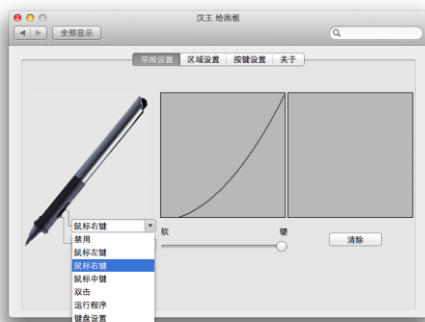 汉王 绘画板
全部显示
常规设置 区域设置 按键设置 关于
鼠标右键
禁用
鼠标左键
鼠标右键
鼠标中键
双击
运行程序
键盘设置
软 硬
清除